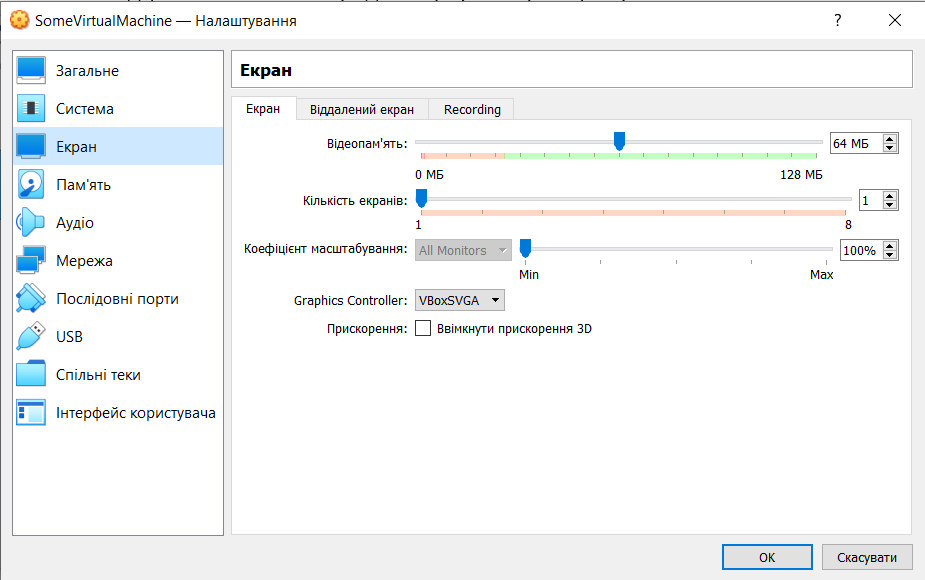 SomeVirtualMachine — Налаштування
?
Загальне
Система
Екран
Пам'ять
Аудіо
Мережа
Послідовні порти
USB
Спільні теки
Інтерфейс користувача
Екран
Екран Віддалений екран Recording
Відеопам'ять: 64 МБ
0 МБ 128 МБ
Кількість екранів: 1
1 8
Коефіцієнт масштабування: All Monitors 100%
Min Max
Graphics Controller: VBoxSVGA
Прискорення: Ввімкнути прискорення 3D
OK Скасувати